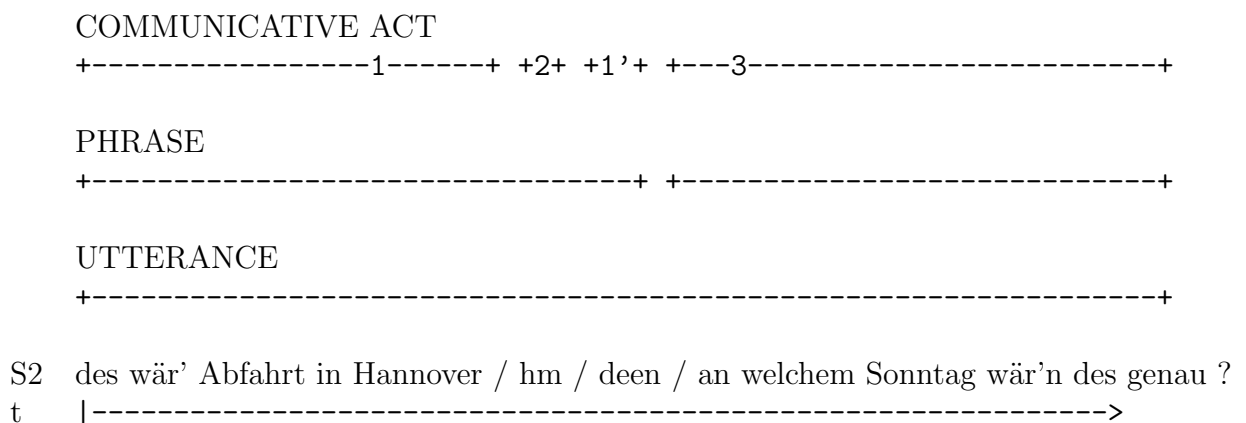 COMMUNICATIVE ACT
+-----------------1------+ +2+ +1'+ +---3-------------------------+
PHRASE
+---------------------------------+ +-----------------------------+
UTTERANCE
+-----------------------------------------------------------------+
S2 des wär' Abfahrt in Hannover / hm / deen / an welchem Sonntag wär'n des genau ?
t |-------------------------------------------------------------->